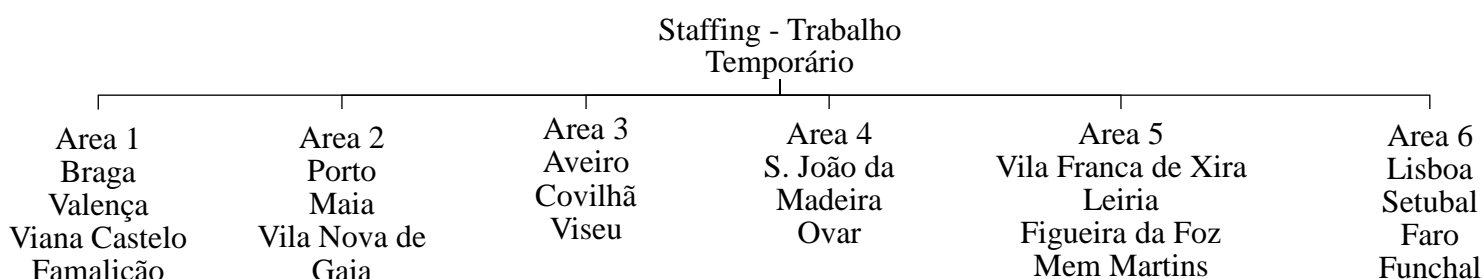 Staffing - Trabalho
Temporário
Area 1
Braga
Valença
Viana Castelo
Famalicão
Area 2
Porto
Maia
Vila Nova de
Gaia
Area 3
Aveiro
Covilhã
Viseu
Area 4
S. João da
Madeira
Ovar
Area 5
Vila Franca de Xira
Leiria
Figueira da Foz
Mem Martins
Area 6
Lisboa
Setubal
Faro
Funchal